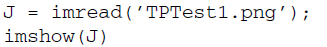 J = imread('TPTest1.png');
imshow(J)